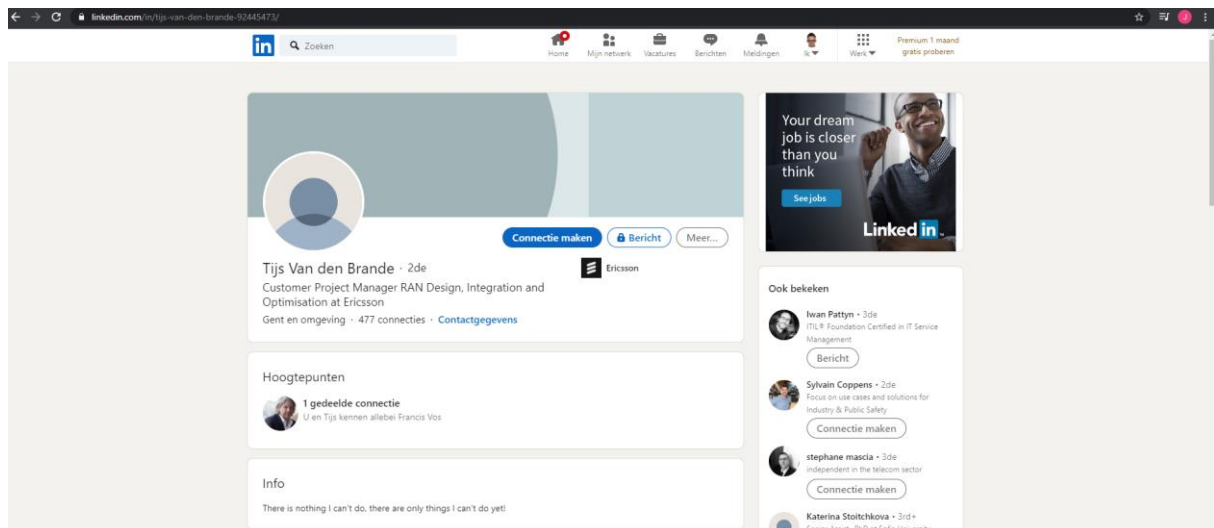 linkedin.com/in/tijs-van-den-brande-92445473/
in
Zoeken
Home
Mijn netwerk
Vacatures
Berichten
Meldingen
Ik
Werk
Premium 1 maand
gratis proberen
J
Connectie maken
Bericht
Meer...
Tijs Van den Brande · 2de
Customer Project Manager RAN Design, Integration and
Optimisation at Ericsson
Gent en omgeving · 477 connecties · Contactgegevens
Ericsson
Hoogtepunten
1 gedeelde connectie
U en Tijs kennen allebei Francis Vos
Info
There is nothing I can't do, there are only things I can't do yet!
Your dream
job is closer
than you
think
See jobs
Linked in
Ook bekeken
Iwan Pattyn • 3de
ITIL® Foundation Certified in IT Service
Management
Bericht
Sylvain Coppens • 2de
Focus on use cases and solutions for
Industry & Public Safety
Connectie maken
stephane mascia • 3de
independent in the telecom sector
Connectie maken
Katerina Stoitchkova • 3rd+